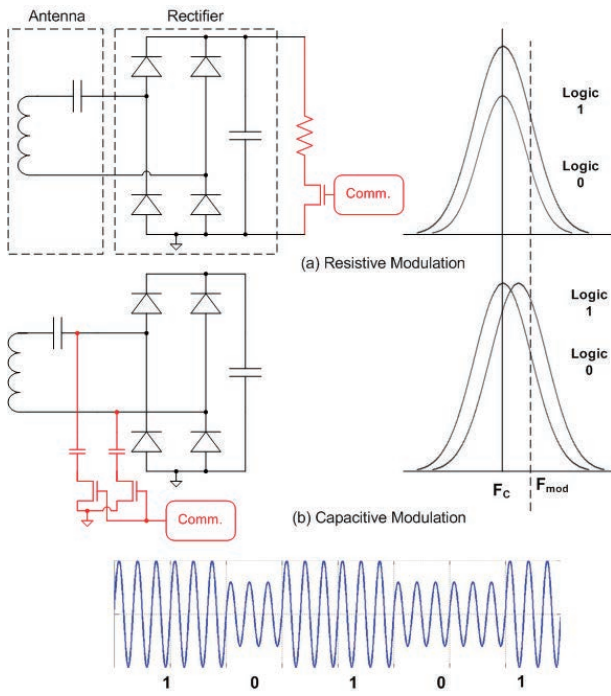 Antenna
Rectifier
Comm.
Logic
1
Logic
0
(a) Resistive Modulation
Logic
1
Logic
0
Comm.
Fc
Fmod
(b) Capacitive Modulation
1 0 1 0 1